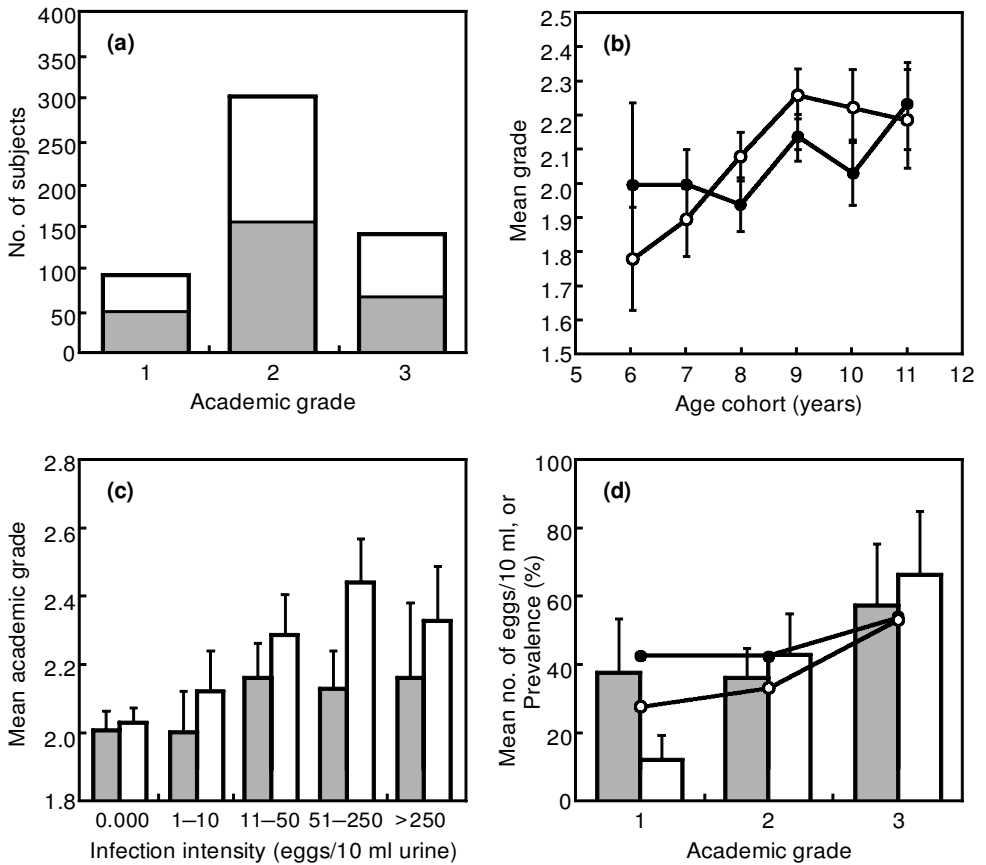 (a)
No. of subjects
400
350
300
250
200
150
100
50
0
1 2 3
Academic grade
(b)
Mean grade
2.5
2.4
2.3
2.2
2.1
2.0
1.9
1.8
1.7
1.6
1.5
5 6 7 8 9 10 11 12
Age cohort (years)
(c)
Mean academic grade
2.8
2.6
2.4
2.2
2.0
1.8
0.000 1–10 11–50 51–250 >250
Infection intensity (eggs/10 ml urine)
(d)
Mean no. of eggs/10 ml, or
Prevalence (%)
100
80
60
40
20
0
1 2 3
Academic grade